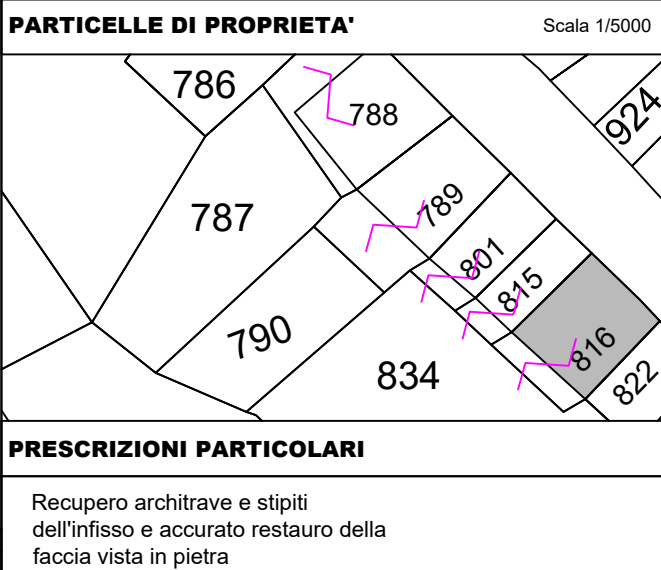 PARTICELLE DI PROPRIETA'
Scala 1/5000
786
788
924
787
789
801
815
790
816
834
822
PRESCRIZIONI PARTICOLARI
Recupero architrave e stipiti
dell'infisso e accurato restauro della
faccia vista in pietra